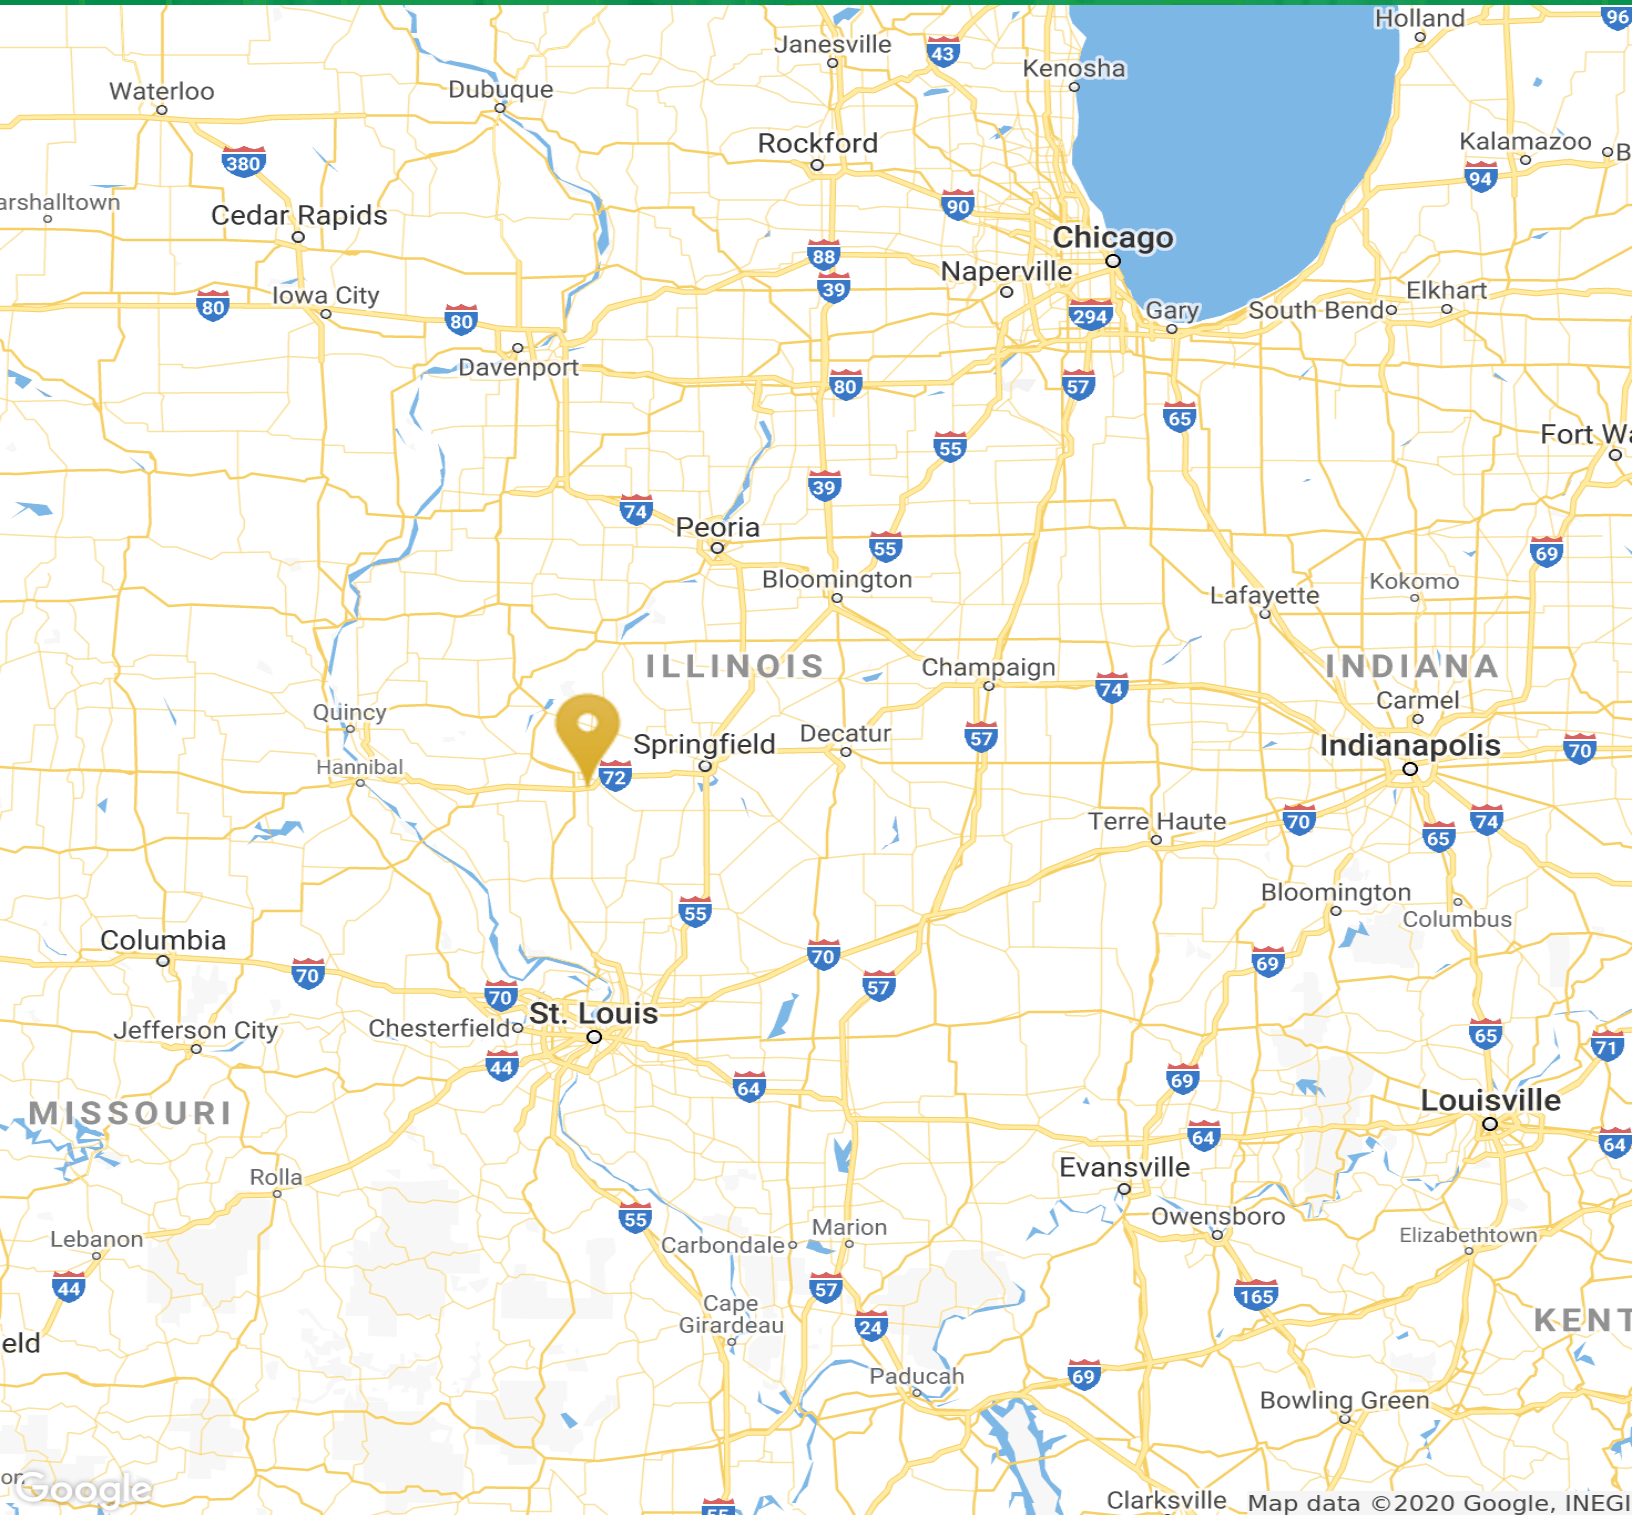 Holland
96
Janesville
43
Kenosha
Waterloo
Dubuque
Rockford
Kalamazoo
B
380
94
arshalltown
90
Cedar Rapids
Chicago
88
Naperville
39
Iowa City
80
80
294
Gary
South Bend
Elkhart
Davenport
80
57
65
55
Fort Wa
39
74
Peoria
55
69
Bloomington
Kokomo
Lafayette
ILLINOIS
Champaign
INDIANA
74
Carmel
Quincy
Springfield
Decatur
57
Indianapolis
70
Hannibal
72
Terre Haute
70
74
65
Bloomington
55
Columbus
Columbia
70
70
69
57
70
St. Louis
Jefferson City
Chesterfield
65
71
44
64
69
MISSOURI
Louisville
64
64
Evansville
Rolla
55
Owensboro
Marion
Lebanon
Carbondale
Elizabethtown
44
57
165
Cape
Girardeau
24
KENT
eld
69
Paducah
Bowling Green
on
Google
55
Clarksville
Map data ©2020 Google, INEGI